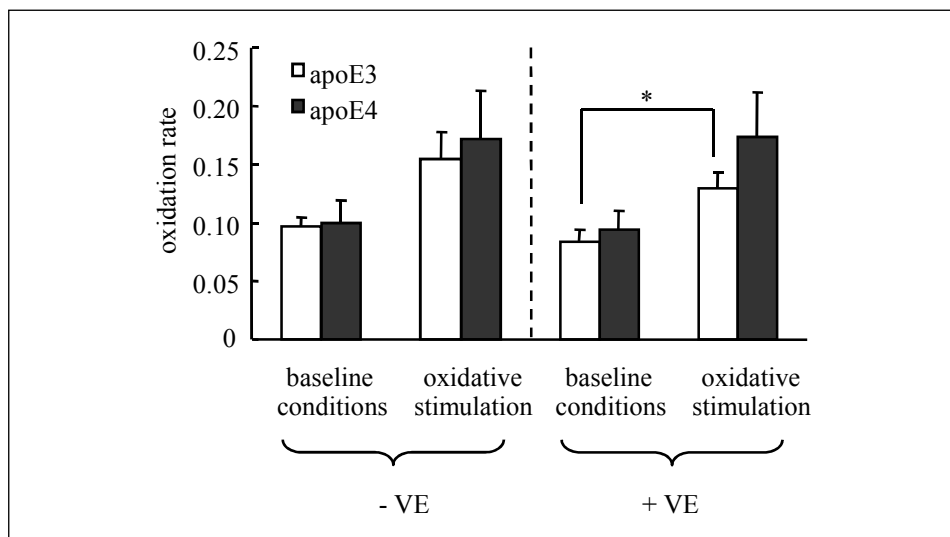 0.25
0.20
0.15
0.10
0.05
0
oxidation rate
apoE3
apoE4
*
baseline
conditions
oxidative
stimulation
baseline
conditions
oxidative
stimulation
- VE
+ VE